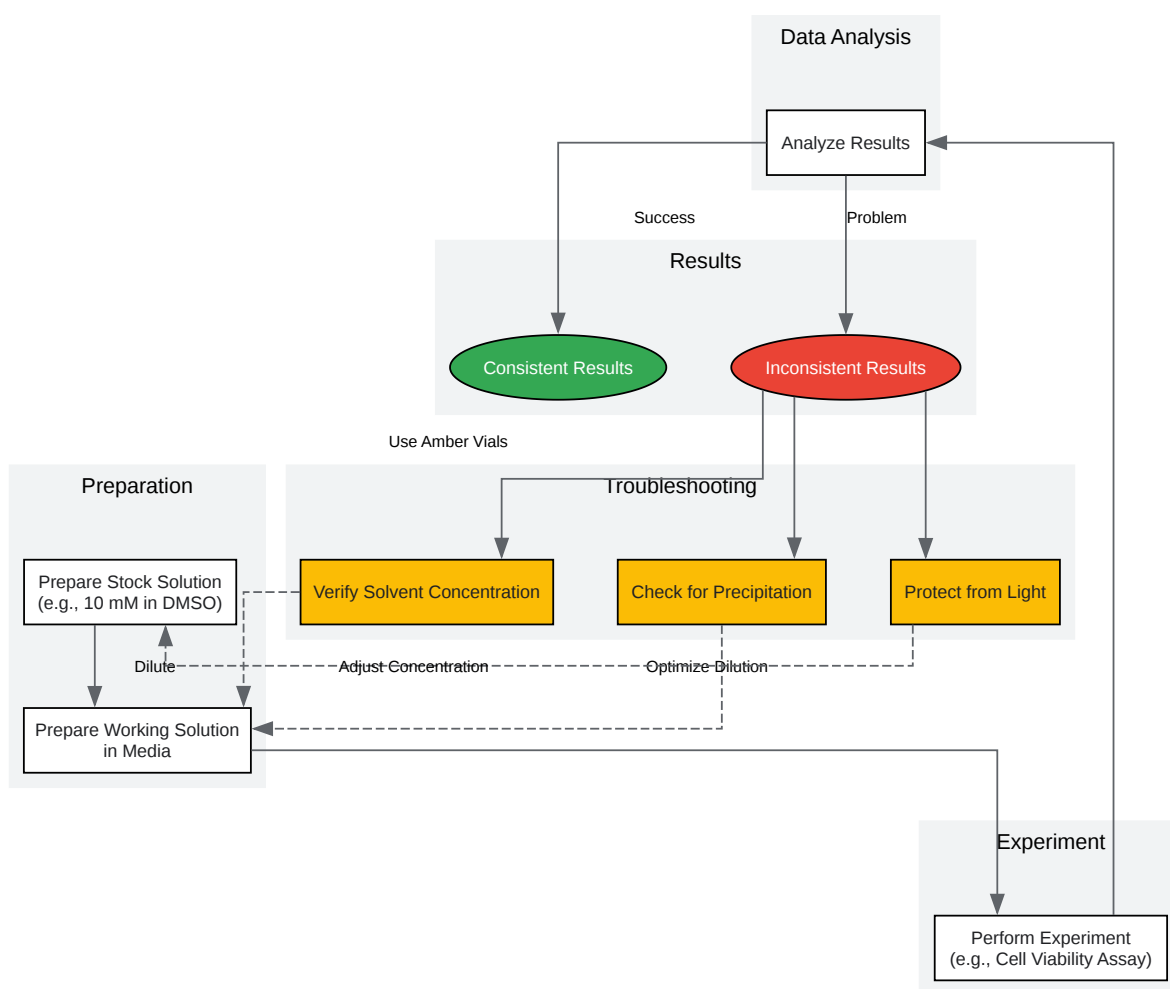 Data Analysis
Analyze Results
Success
Problem
Results
Consistent Results
Inconsistent Results
Use Amber Vials
Preparation
Troubleshooting
Prepare Stock Solution
(e.g., 10 mM in DMSO)
Verify Solvent Concentration
Check for Precipitation
Protect from Light
Dilute
Adjust Concentration
Optimize Dilution
Prepare Working Solution
in Media
Experiment
Perform Experiment
(e.g., Cell Viability Assay)